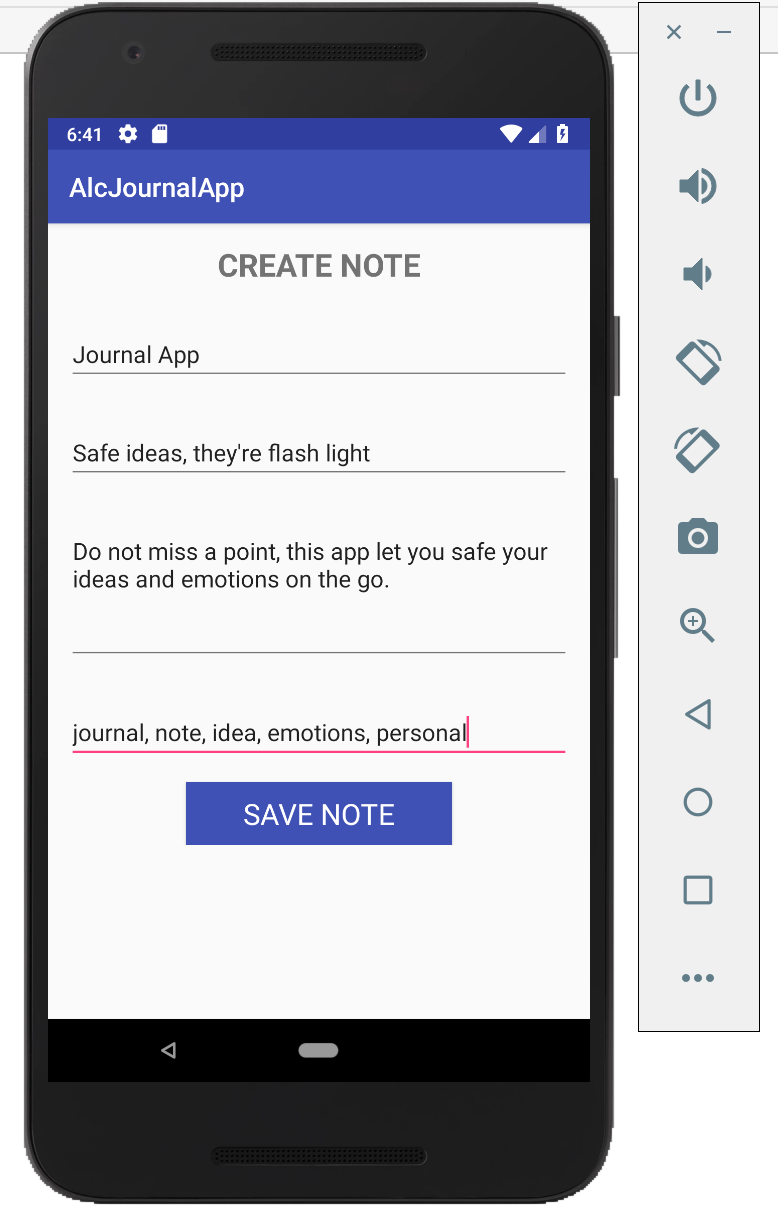 6:41
AlcJournalApp
CREATE NOTE
Journal App
Safe ideas, they're flash light
Do not miss a point, this app let you safe your
ideas and emotions on the go.
journal, note, idea, emotions, personal
SAVE NOTE